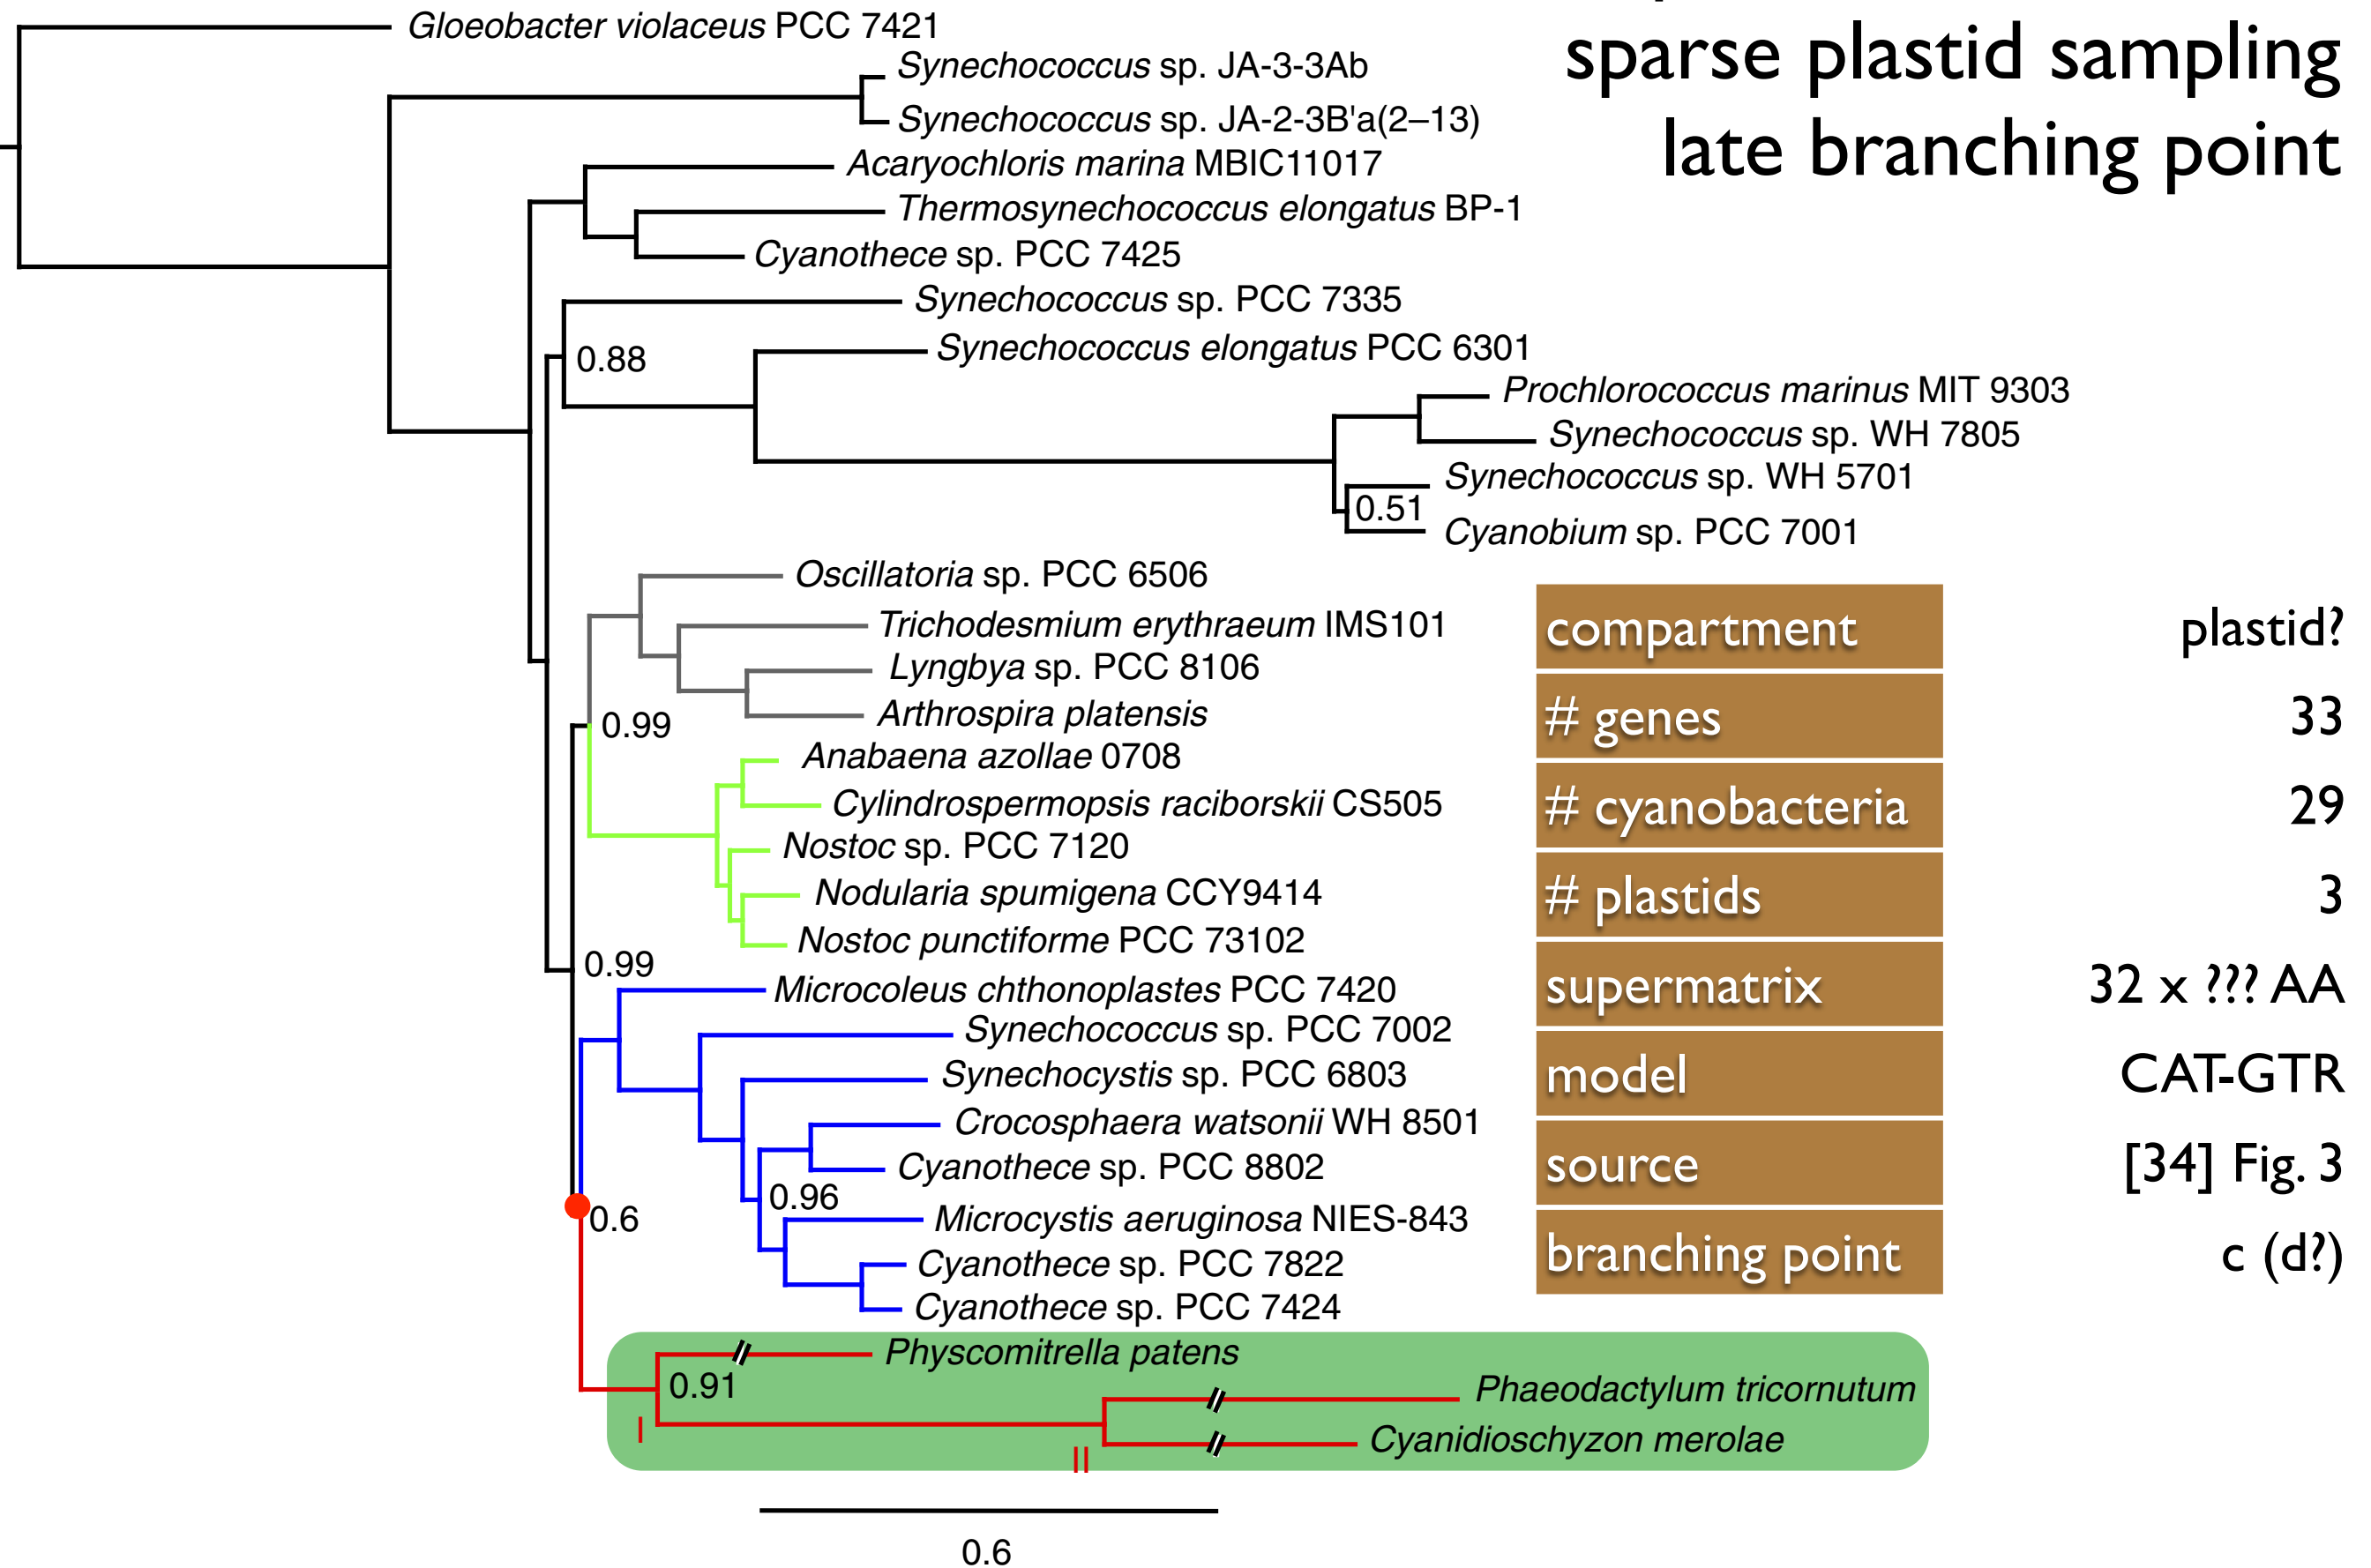 Gloeobacter violaceus PCC 7421
sparse plastid sampling
late branching point
Synechococcus sp. JA-3-3Ab
Synechococcus sp. JA-2-3B'a(2–13)
Acaryochloris marina MBIC11017
Thermosynechococcus elongatus BP-1
Cyanothece sp. PCC 7425
Synechococcus sp. PCC 7335
0.88
Synechococcus elongatus PCC 6301
Prochlorococcus marinus MIT 9303
Synechococcus sp. WH 7805
Synechococcus sp. WH 5701
0.51
Cyanobium sp. PCC 7001
Oscillatoria sp. PCC 6506
Trichodesmium erythraeum IMS101
Lyngbya sp. PCC 8106
Arthrospira platensis
0.99
Anabaena azollae 0708
Cylindrospermopsis raciborskii CS505
Nostoc sp. PCC 7120
Nodularia spumigena CCY9414
Nostoc punctiforme PCC 73102
0.99
Microcoleus chthonoplastes PCC 7420
Synechococcus sp. PCC 7002
Synechocystis sp. PCC 6803
Crocosphaera watsonii WH 8501
Cyanothece sp. PCC 8802
0.96
0.6
Microcystis aeruginosa NIES-843
Cyanothece sp. PCC 7822
Cyanothece sp. PCC 7424
Physcomitrella patens
0.91
Phaeodactylum tricornutum
I
Cyanidioschyzon merolae
II
0.6
compartment plastid?
# genes 33
# cyanobacteria 29
# plastids 3
supermatrix 32 x ??? AA
model CAT-GTR
source [34] Fig. 3
branching point c (d?)